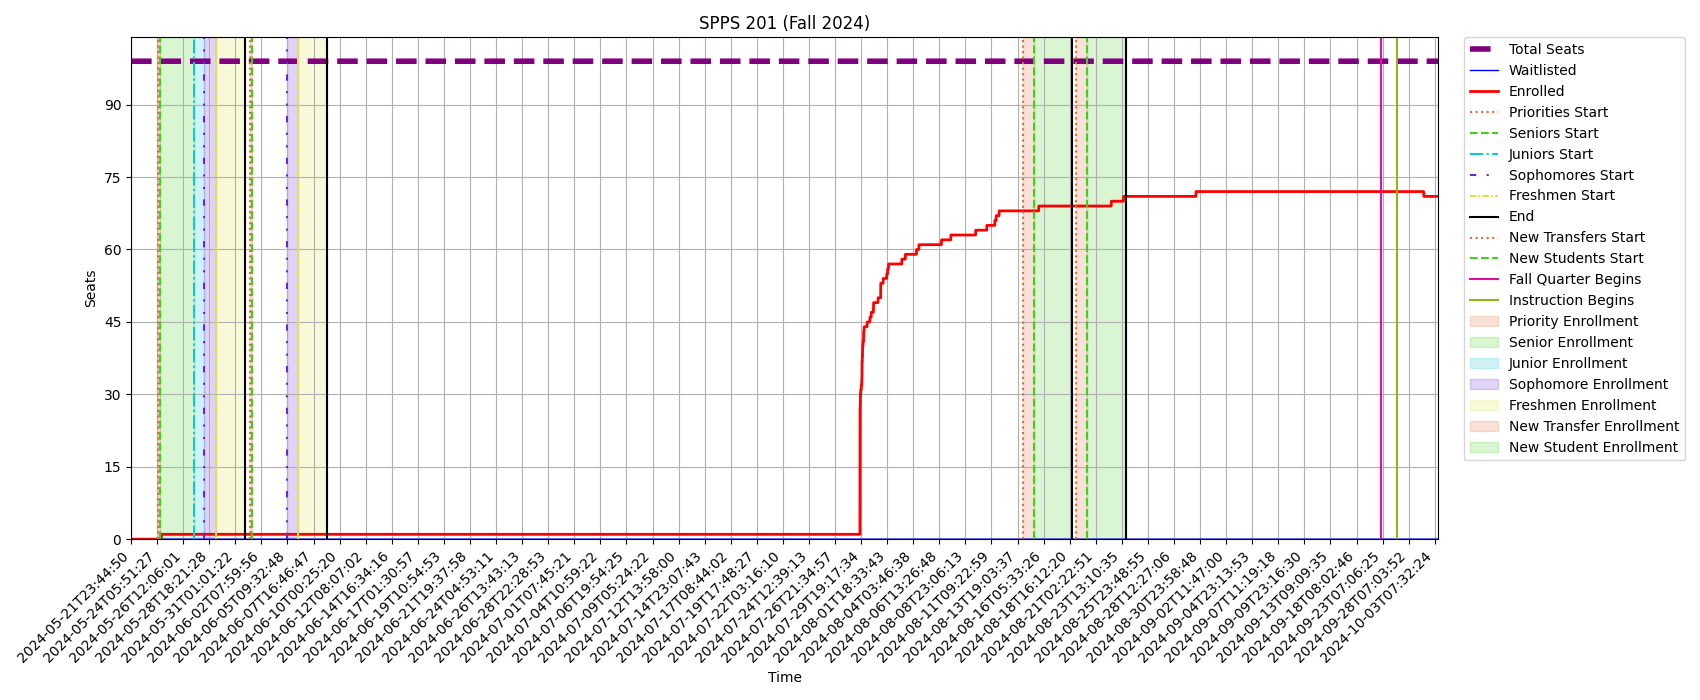 SPPS 201 (Fall 2024)
Seats
90
75
60
45
30
15
0
2024-05-21T23:44:50
2024-05-24T05:51:27
2024-05-26T12:06:01
2024-05-28T18:21:28
2024-05-31T01:01:22
2024-06-02T07:59:56
2024-06-05T09:32:48
2024-06-07T16:46:47
2024-06-10T00:25:20
2024-06-12T08:07:02
2024-06-14T16:34:16
2024-06-17T01:30:57
2024-06-19T10:54:53
2024-06-21T19:37:58
2024-06-24T04:53:11
2024-06-26T13:43:13
2024-06-28T22:28:53
2024-07-01T07:45:21
2024-07-04T10:59:22
2024-07-06T19:54:25
2024-07-09T05:24:22
2024-07-12T13:58:00
2024-07-14T23:07:43
2024-07-17T08:44:02
2024-07-19T17:48:27
2024-07-22T03:16:10
2024-07-24T12:39:13
2024-07-26T21:34:57
2024-07-29T19:17:34
2024-08-01T18:33:43
2024-08-04T03:46:38
2024-08-06T13:26:48
2024-08-08T23:06:13
2024-08-11T09:22:59
2024-08-13T19:03:37
2024-08-16T05:33:26
2024-08-18T16:12:20
2024-08-21T02:22:51
2024-08-23T13:10:35
2024-08-25T23:48:55
2024-08-28T12:27:06
2024-08-30T23:58:48
2024-09-02T11:47:00
2024-09-04T23:13:53
2024-09-07T11:19:18
2024-09-09T23:16:30
2024-09-13T09:09:35
2024-09-18T08:02:46
2024-09-23T07:06:25
2024-09-28T07:03:52
2024-10-03T07:32:24
Time
Total Seats
Waitlisted
Enrolled
Priorities Start
Seniors Start
Juniors Start
Sophomores Start
Freshmen Start
End
New Transfers Start
New Students Start
Fall Quarter Begins
Instruction Begins
Priority Enrollment
Senior Enrollment
Junior Enrollment
Sophomore Enrollment
Freshmen Enrollment
New Transfer Enrollment
New Student Enrollment